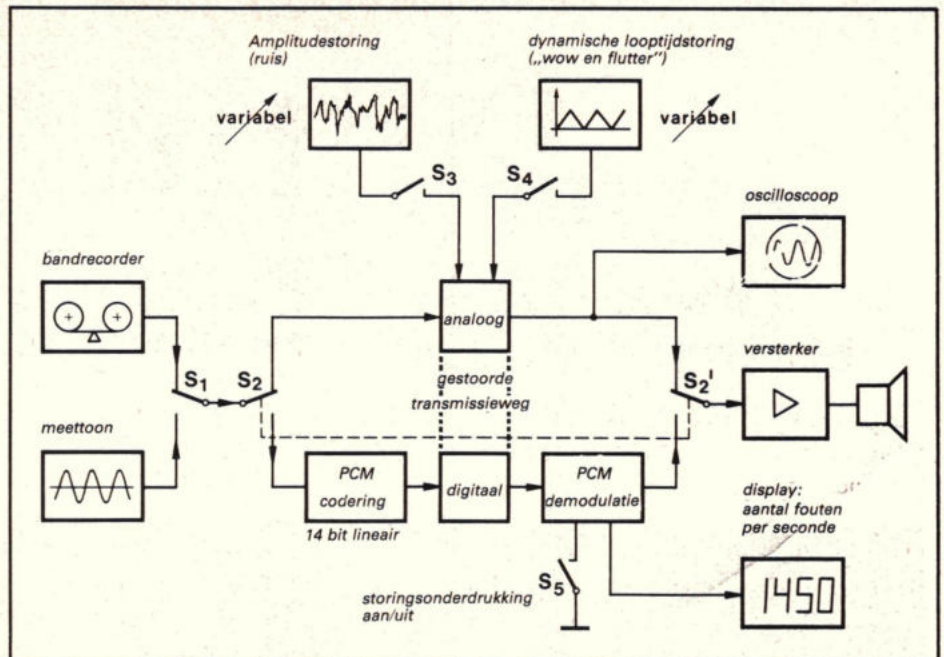 Amplitudestoring
(ruis)
dynamische looptijdstoring
(„wow en flutter”)
variabel
variabel
S3
S4
oscilloscoop
bandrecorder
analoog
versterker
S1
S2
gestoorde
transmissieweg
S2'
meettoon
PCM
codering
digitaal
PCM
demodulatie
display:
aantal fouten
per seconde
14 bit lineair
S5
storingsonderdrukking
aan/uit
1450